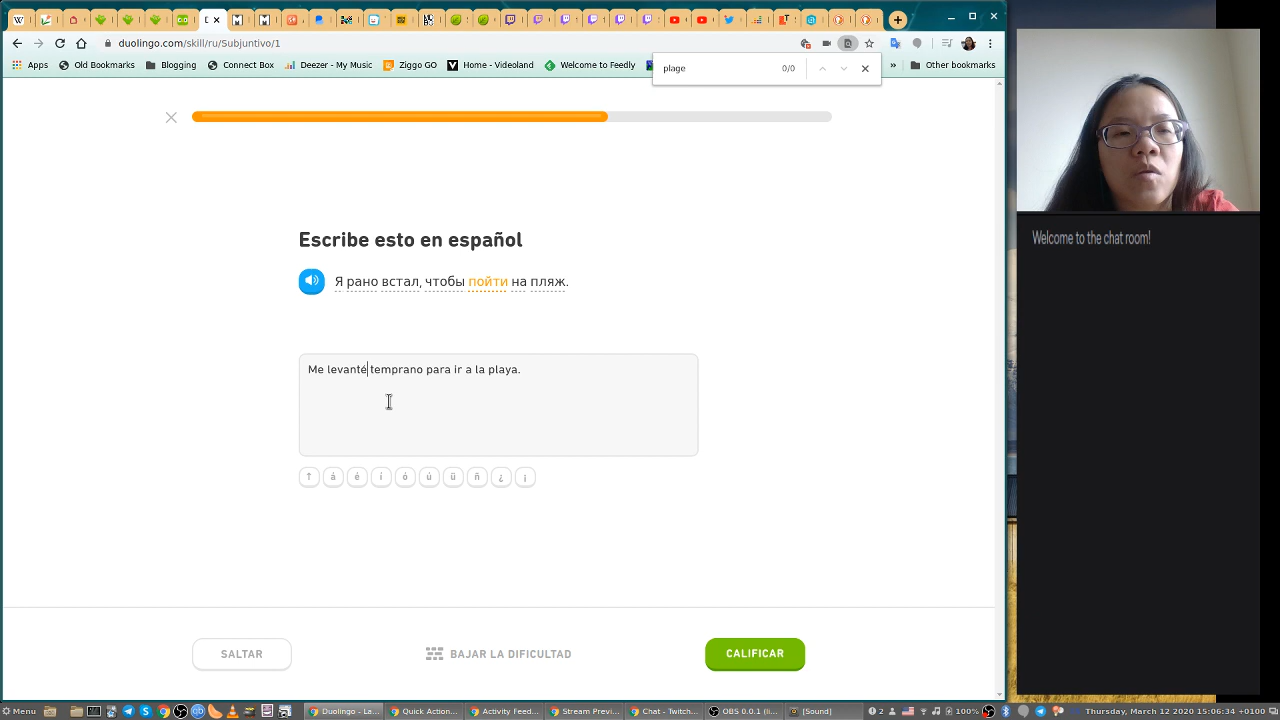 duolingo.com/skill/ru/Subjuntivo/1
plage
0/0
Apps
Old Bookmarks
Blogging
Connect Box
Deezer - My Music
Ziggo GO
Home - Videoland
Welcome to Feedly
»
Other bookmarks
Welcome to the chat room!
Escribe esto en español
Я рано встал, чтобы пойти на пляж.
Me levanté temprano para ir a la playa.
↑ á é í ó ú ü ñ ¿ ¡
SALTAR
BAJAR LA DIFICULTAD
CALIFICAR
Menu
Duolingo - La...
Quick Action...
Activity Feed...
Stream Previ...
Chat - Twitch...
OBS 0.0.1 (li...
(Sound)
2
100%
Thursday, March 12 2020 15:06:34 +0100